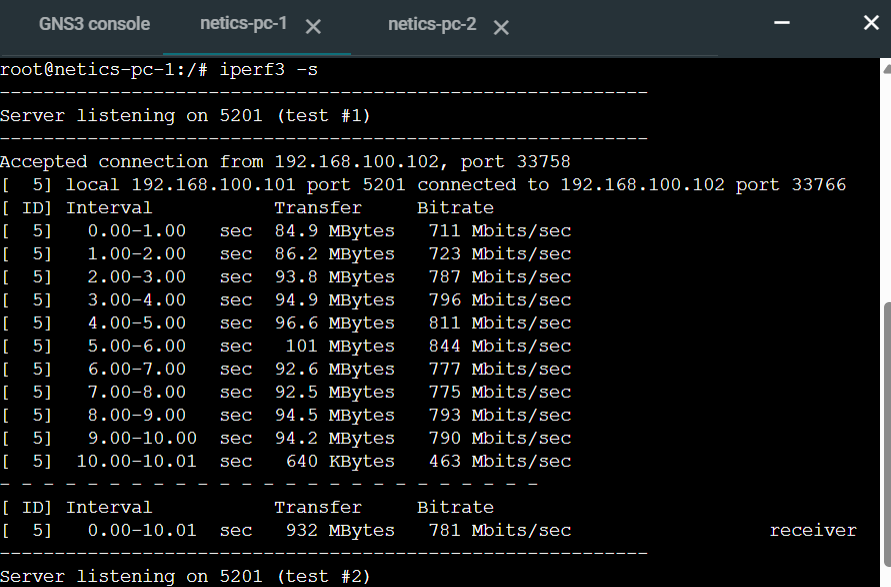 GNS3 console netics-pc-1 netics-pc-2
root@netics-pc-1:/# iperf3 -s
-----------------------------------------------------------
Server listening on 5201 (test #1)
-----------------------------------------------------------
Accepted connection from 192.168.100.102, port 33758
[  5] local 192.168.100.101 port 5201 connected to 192.168.100.102 port 33766
[ ID] Interval           Transfer     Bitrate
[  5]   0.00-1.00   sec  84.9 MBytes   711 Mbits/sec
[  5]   1.00-2.00   sec  86.2 MBytes   723 Mbits/sec
[  5]   2.00-3.00   sec  93.8 MBytes   787 Mbits/sec
[  5]   3.00-4.00   sec  94.9 MBytes   796 Mbits/sec
[  5]   4.00-5.00   sec  96.6 MBytes   811 Mbits/sec
[  5]   5.00-6.00   sec   101 MBytes   844 Mbits/sec
[  5]   6.00-7.00   sec  92.6 MBytes   777 Mbits/sec
[  5]   7.00-8.00   sec  92.5 MBytes   775 Mbits/sec
[  5]   8.00-9.00   sec  94.5 MBytes   793 Mbits/sec
[  5]   9.00-10.00  sec  94.2 MBytes   790 Mbits/sec
[  5]  10.00-10.01  sec   640 KBytes   463 Mbits/sec
- - - - - - - - - - - - - - - - - - - - - - - - -
[ ID] Interval           Transfer     Bitrate
[  5]   0.00-10.01  sec   932 MBytes   781 Mbits/sec                  receiver
-----------------------------------------------------------
Server listening on 5201 (test #2)